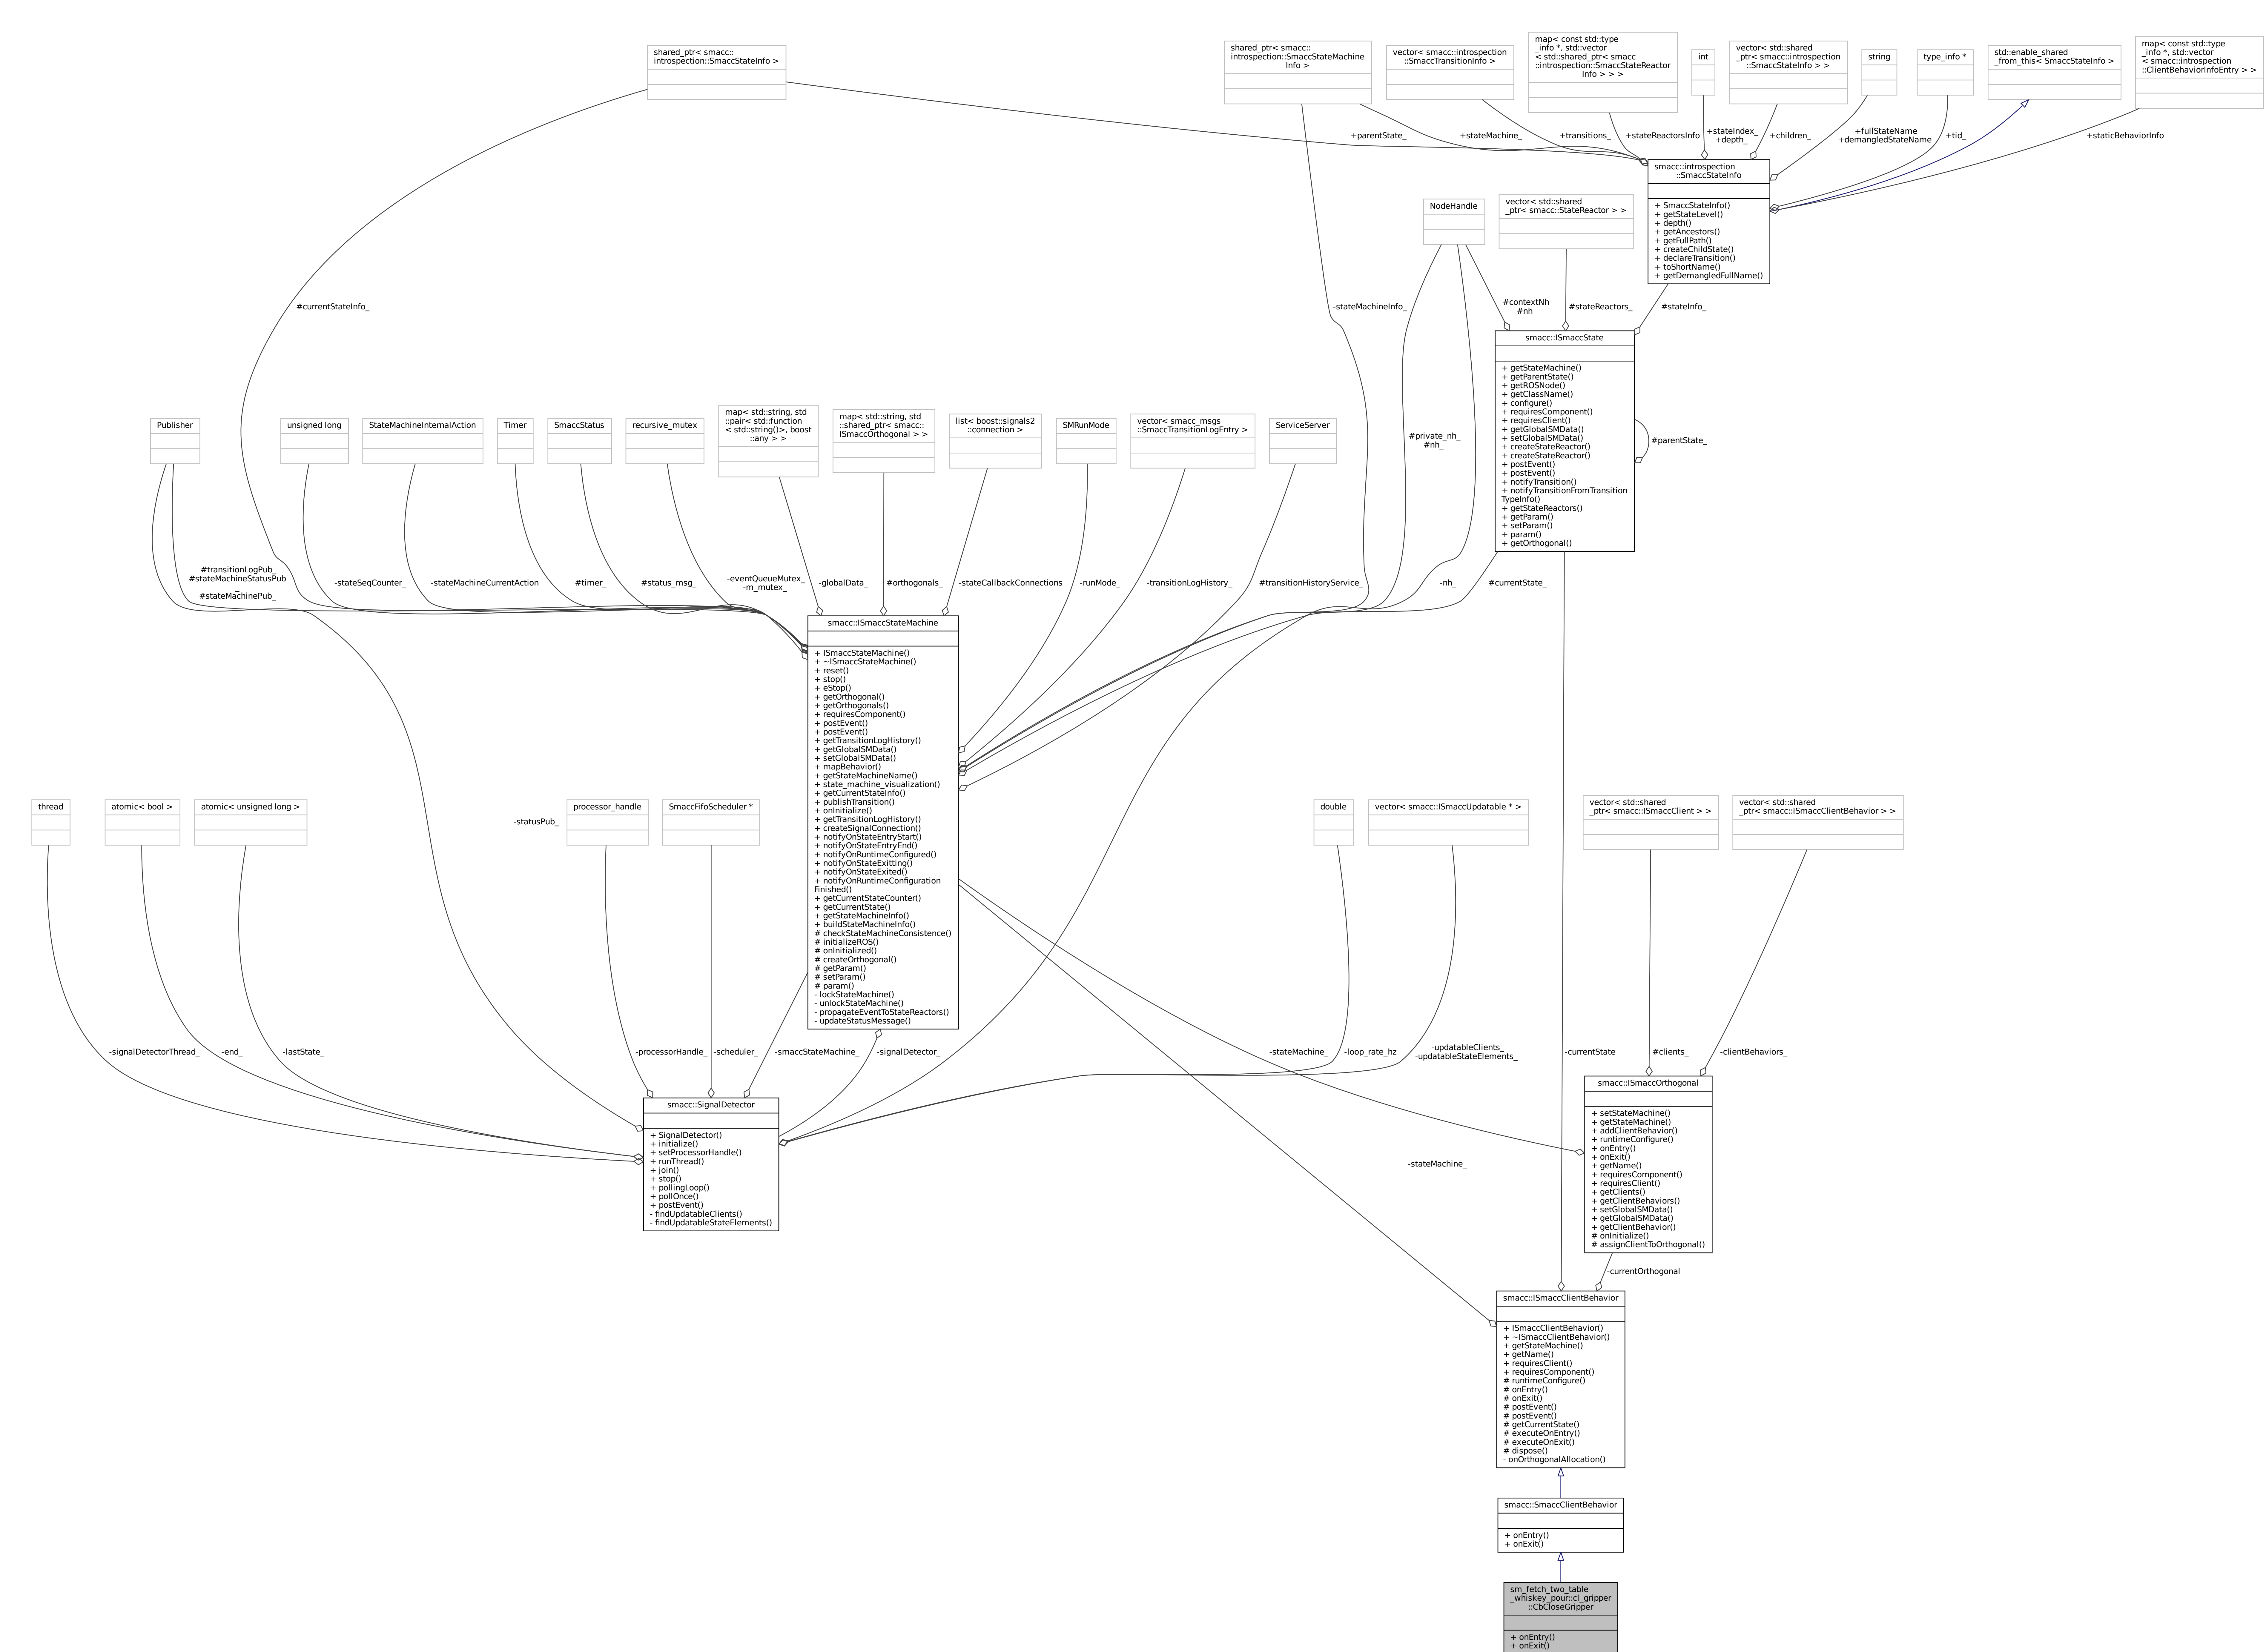 shared_ptr< smacc::
introspection::SmaccStateInfo >
shared_ptr< smacc::
introspection::SmaccStateMachine
Info >
vector< smacc::introspection
::SmaccTransitionInfo >
map< const std::type
_info *, std::vector
< std::shared_ptr< smacc
::introspection::SmaccStateReactor
Info > > >
int
vector< std::shared
_ptr< smacc::introspection
::SmaccStateInfo > >
string
type_info *
std::enable_shared
_from_this< SmaccStateInfo >
map< const std::type
_info *, std::vector
< smacc::introspection
::ClientBehaviorInfoEntry > >
+parentState_
+stateMachine_
+transitions_
+stateReactorsInfo
+stateIndex_
+depth_
+children_
+fullStateName
+demangledStateName
+tid_
+staticBehaviorInfo
smacc::introspection
::SmaccStateInfo
+ SmaccStateInfo()
+ getStateLevel()
+ depth()
+ getAncestors()
+ getFullPath()
+ createChildState()
+ declareTransition()
+ toShortName()
+ getDemangledFullName()
NodeHandle
vector< std::shared
_ptr< smacc::StateReactor > >
#currentStateInfo_
-stateMachineInfo_
#contextNh
#nh
#stateReactors_
#stateInfo_
smacc::ISmaccState
+ getStateMachine()
+ getParentState()
+ getROSNode()
+ getClassName()
+ configure()
+ requiresComponent()
+ requiresClient()
+ getGlobalSMData()
+ setGlobalSMData()
+ createStateReactor()
+ createStateReactor()
+ postEvent()
+ postEvent()
+ notifyTransition()
+ notifyTransitionFromTransition
TypeInfo()
+ getStateReactors()
+ getParam()
+ setParam()
+ param()
+ getOrthogonal()
#parentState_
Publisher
unsigned long
StateMachineInternalAction
Timer
SmaccStatus
recursive_mutex
map< std::string, std
::pair< std::function
< std::string()>, boost
::any > >
map< std::string, std
::shared_ptr< smacc::
ISmaccOrthogonal > >
list< boost::signals2
::connection >
SMRunMode
vector< smacc_msgs
::SmaccTransitionLogEntry >
ServiceServer
#private_nh_
#nh_
#transitionLogPub_
#stateMachineStatusPub
_
#stateMachinePub_
-stateSeqCounter_
-stateMachineCurrentAction
#timer_
#status_msg_
-eventQueueMutex_
-m_mutex_
-globalData_
#orthogonals_
-stateCallbackConnections
-runMode_
-transitionLogHistory_
#transitionHistoryService_
-nh_
#currentState_
smacc::ISmaccStateMachine
+ ISmaccStateMachine()
+ ~ISmaccStateMachine()
+ reset()
+ stop()
+ eStop()
+ getOrthogonal()
+ getOrthogonals()
+ requiresComponent()
+ postEvent()
+ postEvent()
+ getTransitionLogHistory()
+ getGlobalSMData()
+ setGlobalSMData()
+ mapBehavior()
+ getStateMachineName()
+ state_machine_visualization()
+ getCurrentStateInfo()
+ publishTransition()
+ onInitialize()
+ getTransitionLogHistory()
+ createSignalConnection()
+ notifyOnStateEntryStart()
+ notifyOnStateEntryEnd()
+ notifyOnRuntimeConfigured()
+ notifyOnStateExitting()
+ notifyOnStateExited()
+ notifyOnRuntimeConfiguration
Finished()
+ getCurrentStateCounter()
+ getCurrentState()
+ getStateMachineInfo()
+ buildStateMachineInfo()
# checkStateMachineConsistence()
# initializeROS()
# onInitialized()
# createOrthogonal()
# getParam()
# setParam()
# param()
- lockStateMachine()
- unlockStateMachine()
- propagateEventToStateReactors()
- updateStatusMessage()
thread
atomic< bool >
atomic< unsigned long >
-statusPub_
processor_handle
SmaccFifoScheduler *
double
vector< smacc::ISmaccUpdatable * >
vector< std::shared
_ptr< smacc::ISmaccClient > >
vector< std::shared
_ptr< smacc::ISmaccClientBehavior > >
-signalDetectorThread_
-end_
-lastState_
-processorHandle_
-scheduler_
-smaccStateMachine_
-signalDetector_
-stateMachine_
-loop_rate_hz
-updatableClients_
-updatableStateElements_
-currentState
#clients_
-clientBehaviors_
smacc::SignalDetector
+ SignalDetector()
+ initialize()
+ setProcessorHandle()
+ runThread()
+ join()
+ stop()
+ pollingLoop()
+ pollOnce()
+ postEvent()
- findUpdatableClients()
- findUpdatableStateElements()
smacc::ISmaccOrthogonal
+ setStateMachine()
+ getStateMachine()
+ addClientBehavior()
+ runtimeConfigure()
+ onEntry()
+ onExit()
+ getName()
+ requiresComponent()
+ requiresClient()
+ getClients()
+ getClientBehaviors()
+ setGlobalSMData()
+ getGlobalSMData()
+ getClientBehavior()
# onInitialize()
# assignClientToOrthogonal()
-stateMachine_
-currentOrthogonal
smacc::ISmaccClientBehavior
+ ISmaccClientBehavior()
+ ~ISmaccClientBehavior()
+ getStateMachine()
+ getName()
+ requiresClient()
+ requiresComponent()
# runtimeConfigure()
# onEntry()
# onExit()
# postEvent()
# postEvent()
# getCurrentState()
# executeOnEntry()
# executeOnExit()
# dispose()
- onOrthogonalAllocation()
smacc::SmaccClientBehavior
+ onEntry()
+ onExit()
sm_fetch_two_table
_whiskey_pour::cl_gripper
::CbCloseGripper
+ onEntry()
+ onExit()